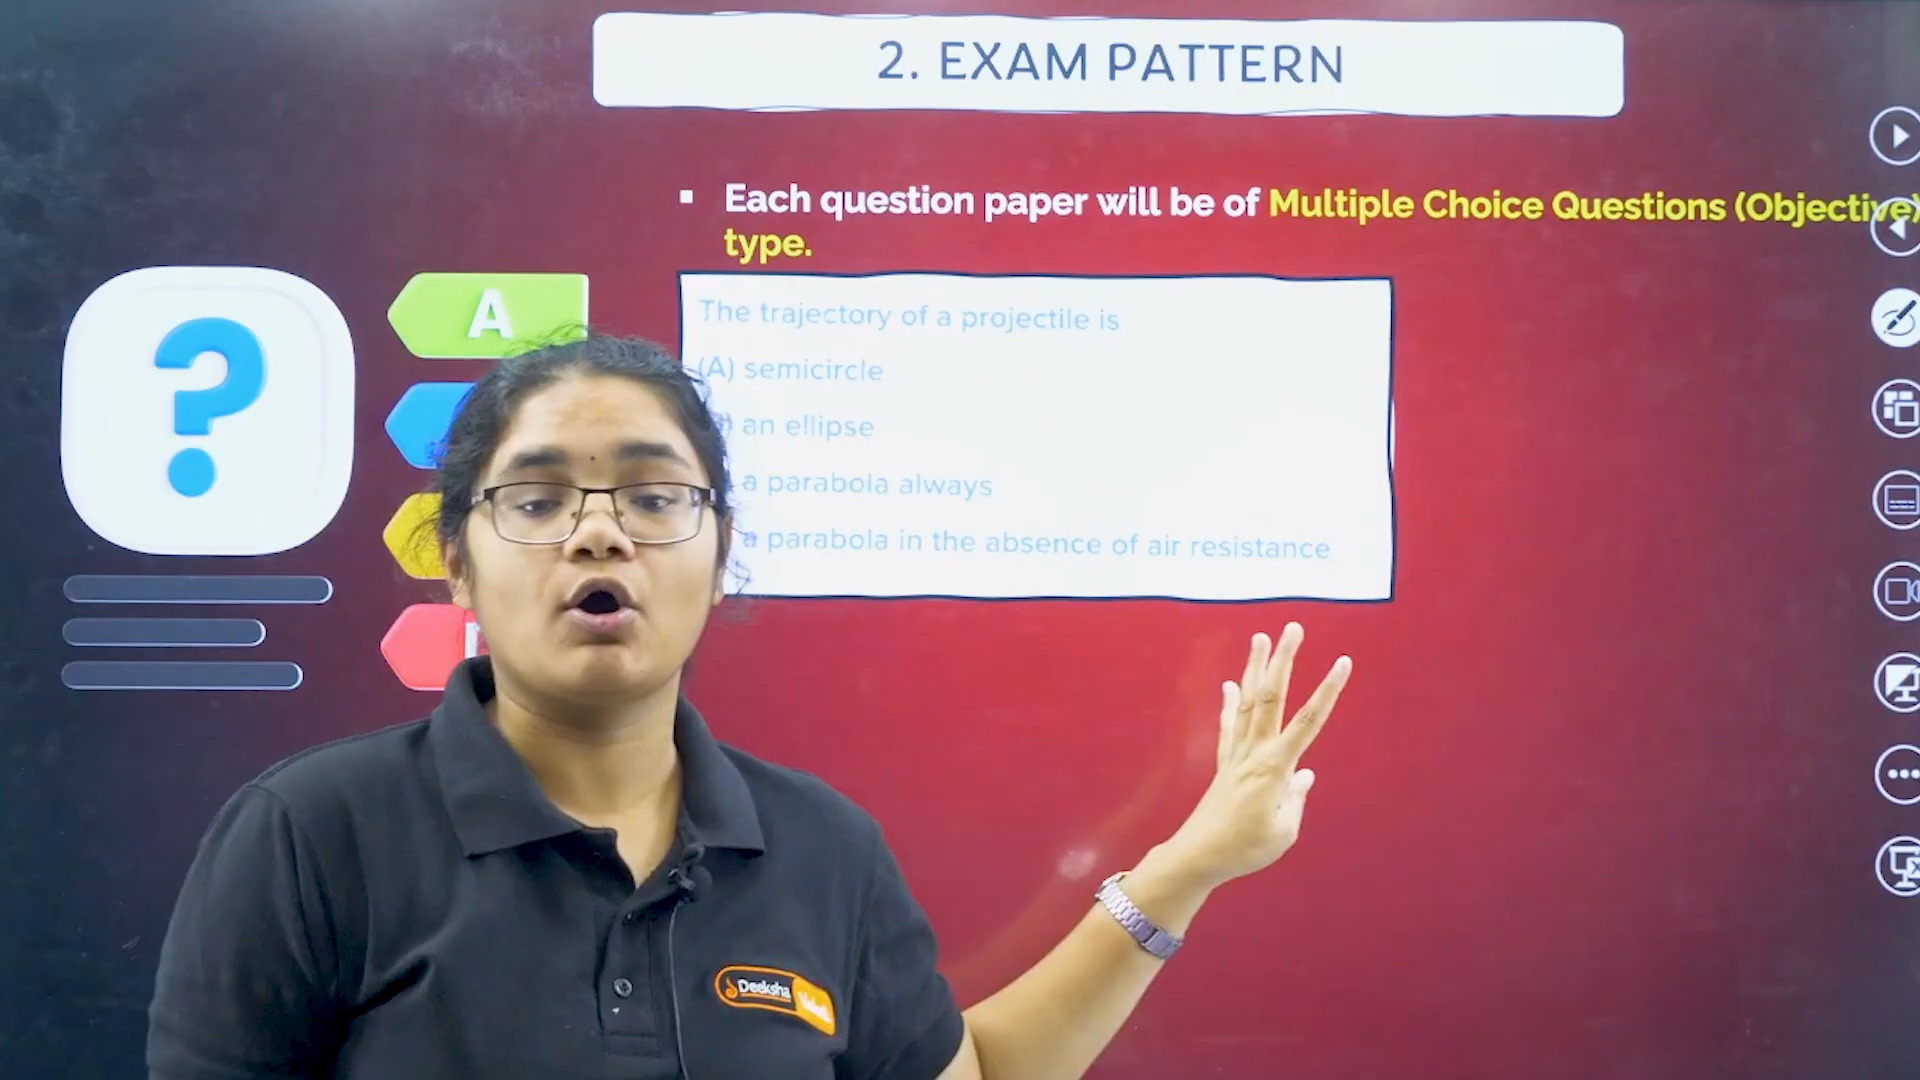 2. EXAM PATTERN
▪ Each question paper will be of Multiple Choice Questions (Objective)
type.
A
The trajectory of a projectile is
(A) semicircle
an ellipse
a parabola always
a parabola in the absence of air resistance
?
Deeksha